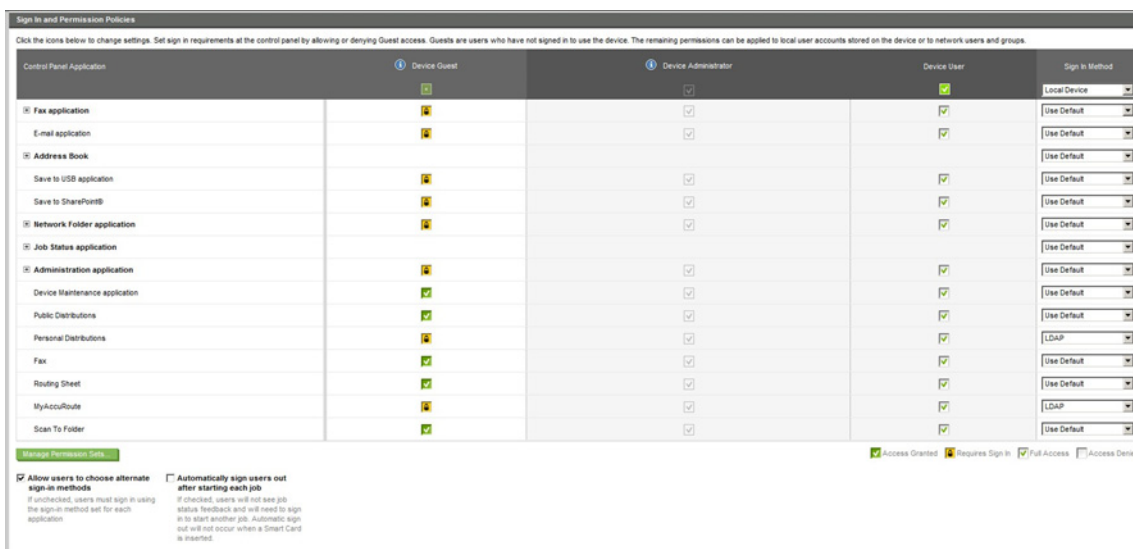 Sign In and Permission Policies
Click the icons below to change settings. Set sign in requirements at the control panel by allowing or denying Guest access. Guests are users who have not signed in to use the device. The remaining permissions can be applied to local user accounts stored on the device or to network users and groups.
Control Panel Application Device Guest Device Administrator Device User Sign In Method
Local Device
Fax application Use Default
E-mail application Use Default
Address Book Use Default
Save to USB application Use Default
Save to SharePoint® Use Default
Network Folder application Use Default
Job Status application Use Default
Administration application Use Default
Device Maintenance application Use Default
Public Distributions Use Default
Personal Distributions LDAP
Fax Use Default
Routing Sheet Use Default
MyAccuRoute LDAP
Scan To Folder Use Default
Manage Permission Sets... Access Granted Requires Sign In Full Access Access Denie
Allow users to choose alternate
sign-in methods
If unchecked, users must sign in using
the sign-in method set for each
application
Automatically sign users out
after starting each job
If checked, users will not see job
status feedback and will need to sign
in to start another job. Automatic sign
out will not occur when a Smart Card
is inserted.